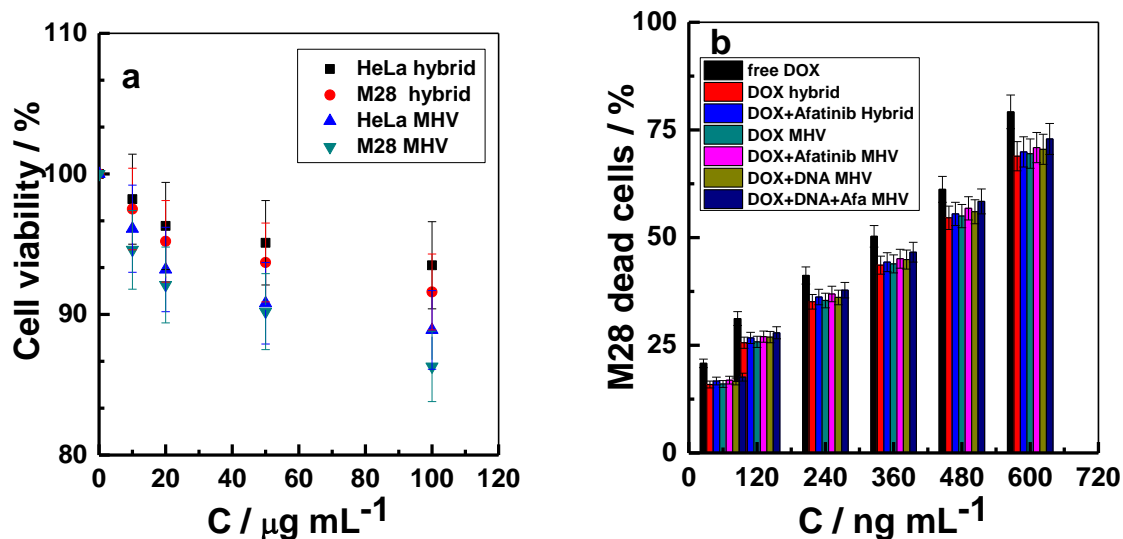 a
110
100
90
80
Cell viability / %
HeLa hybrid
M28 hybrid
HeLa MHV
M28 MHV
0 20 40 60 80 100 120
C / μg mL⁻¹
b
100
75
50
25
0
M28 dead cells / %
free DOX
DOX hybrid
DOX+Afatinib Hybrid
DOX MHV
DOX+Afatinib MHV
DOX+DNA MHV
DOX+DNA+Afa MHV
0 120 240 360 480 600 720
C / ng mL⁻¹